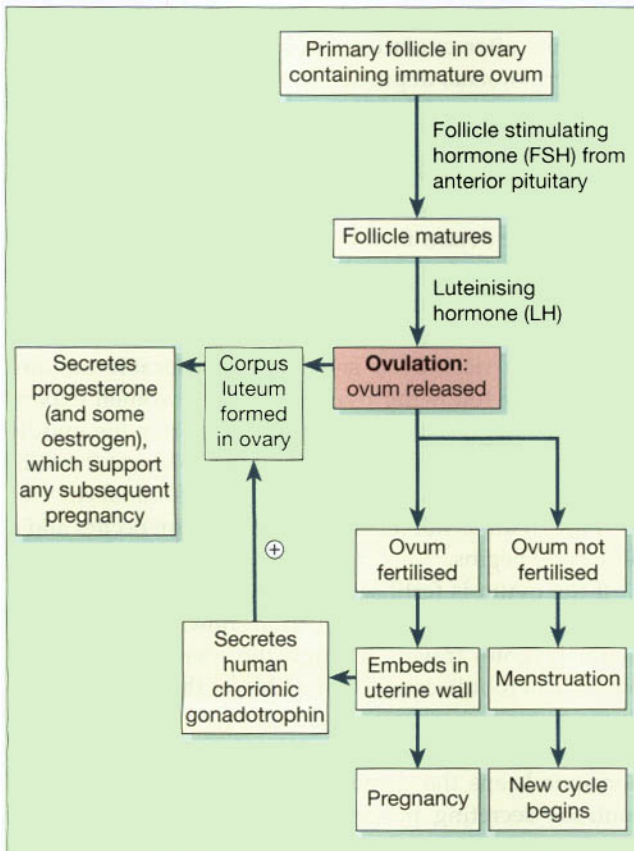 Primary follicle in ovary
containing immature ovum
Follicle stimulating
hormone (FSH) from
anterior pituitary
Follicle matures
Luteinising
hormone (LH)
Secretes
progesterone
(and some
oestrogen),
which support
any subsequent
pregnancy
Corpus
luteum
formed
in ovary
Ovulation:
ovum released
+
Ovum
fertilised
Ovum not
fertilised
Secretes
human
chorionic
gonadotrophin
Embeds in
uterine wall
Menstruation
Pregnancy
New cycle
begins